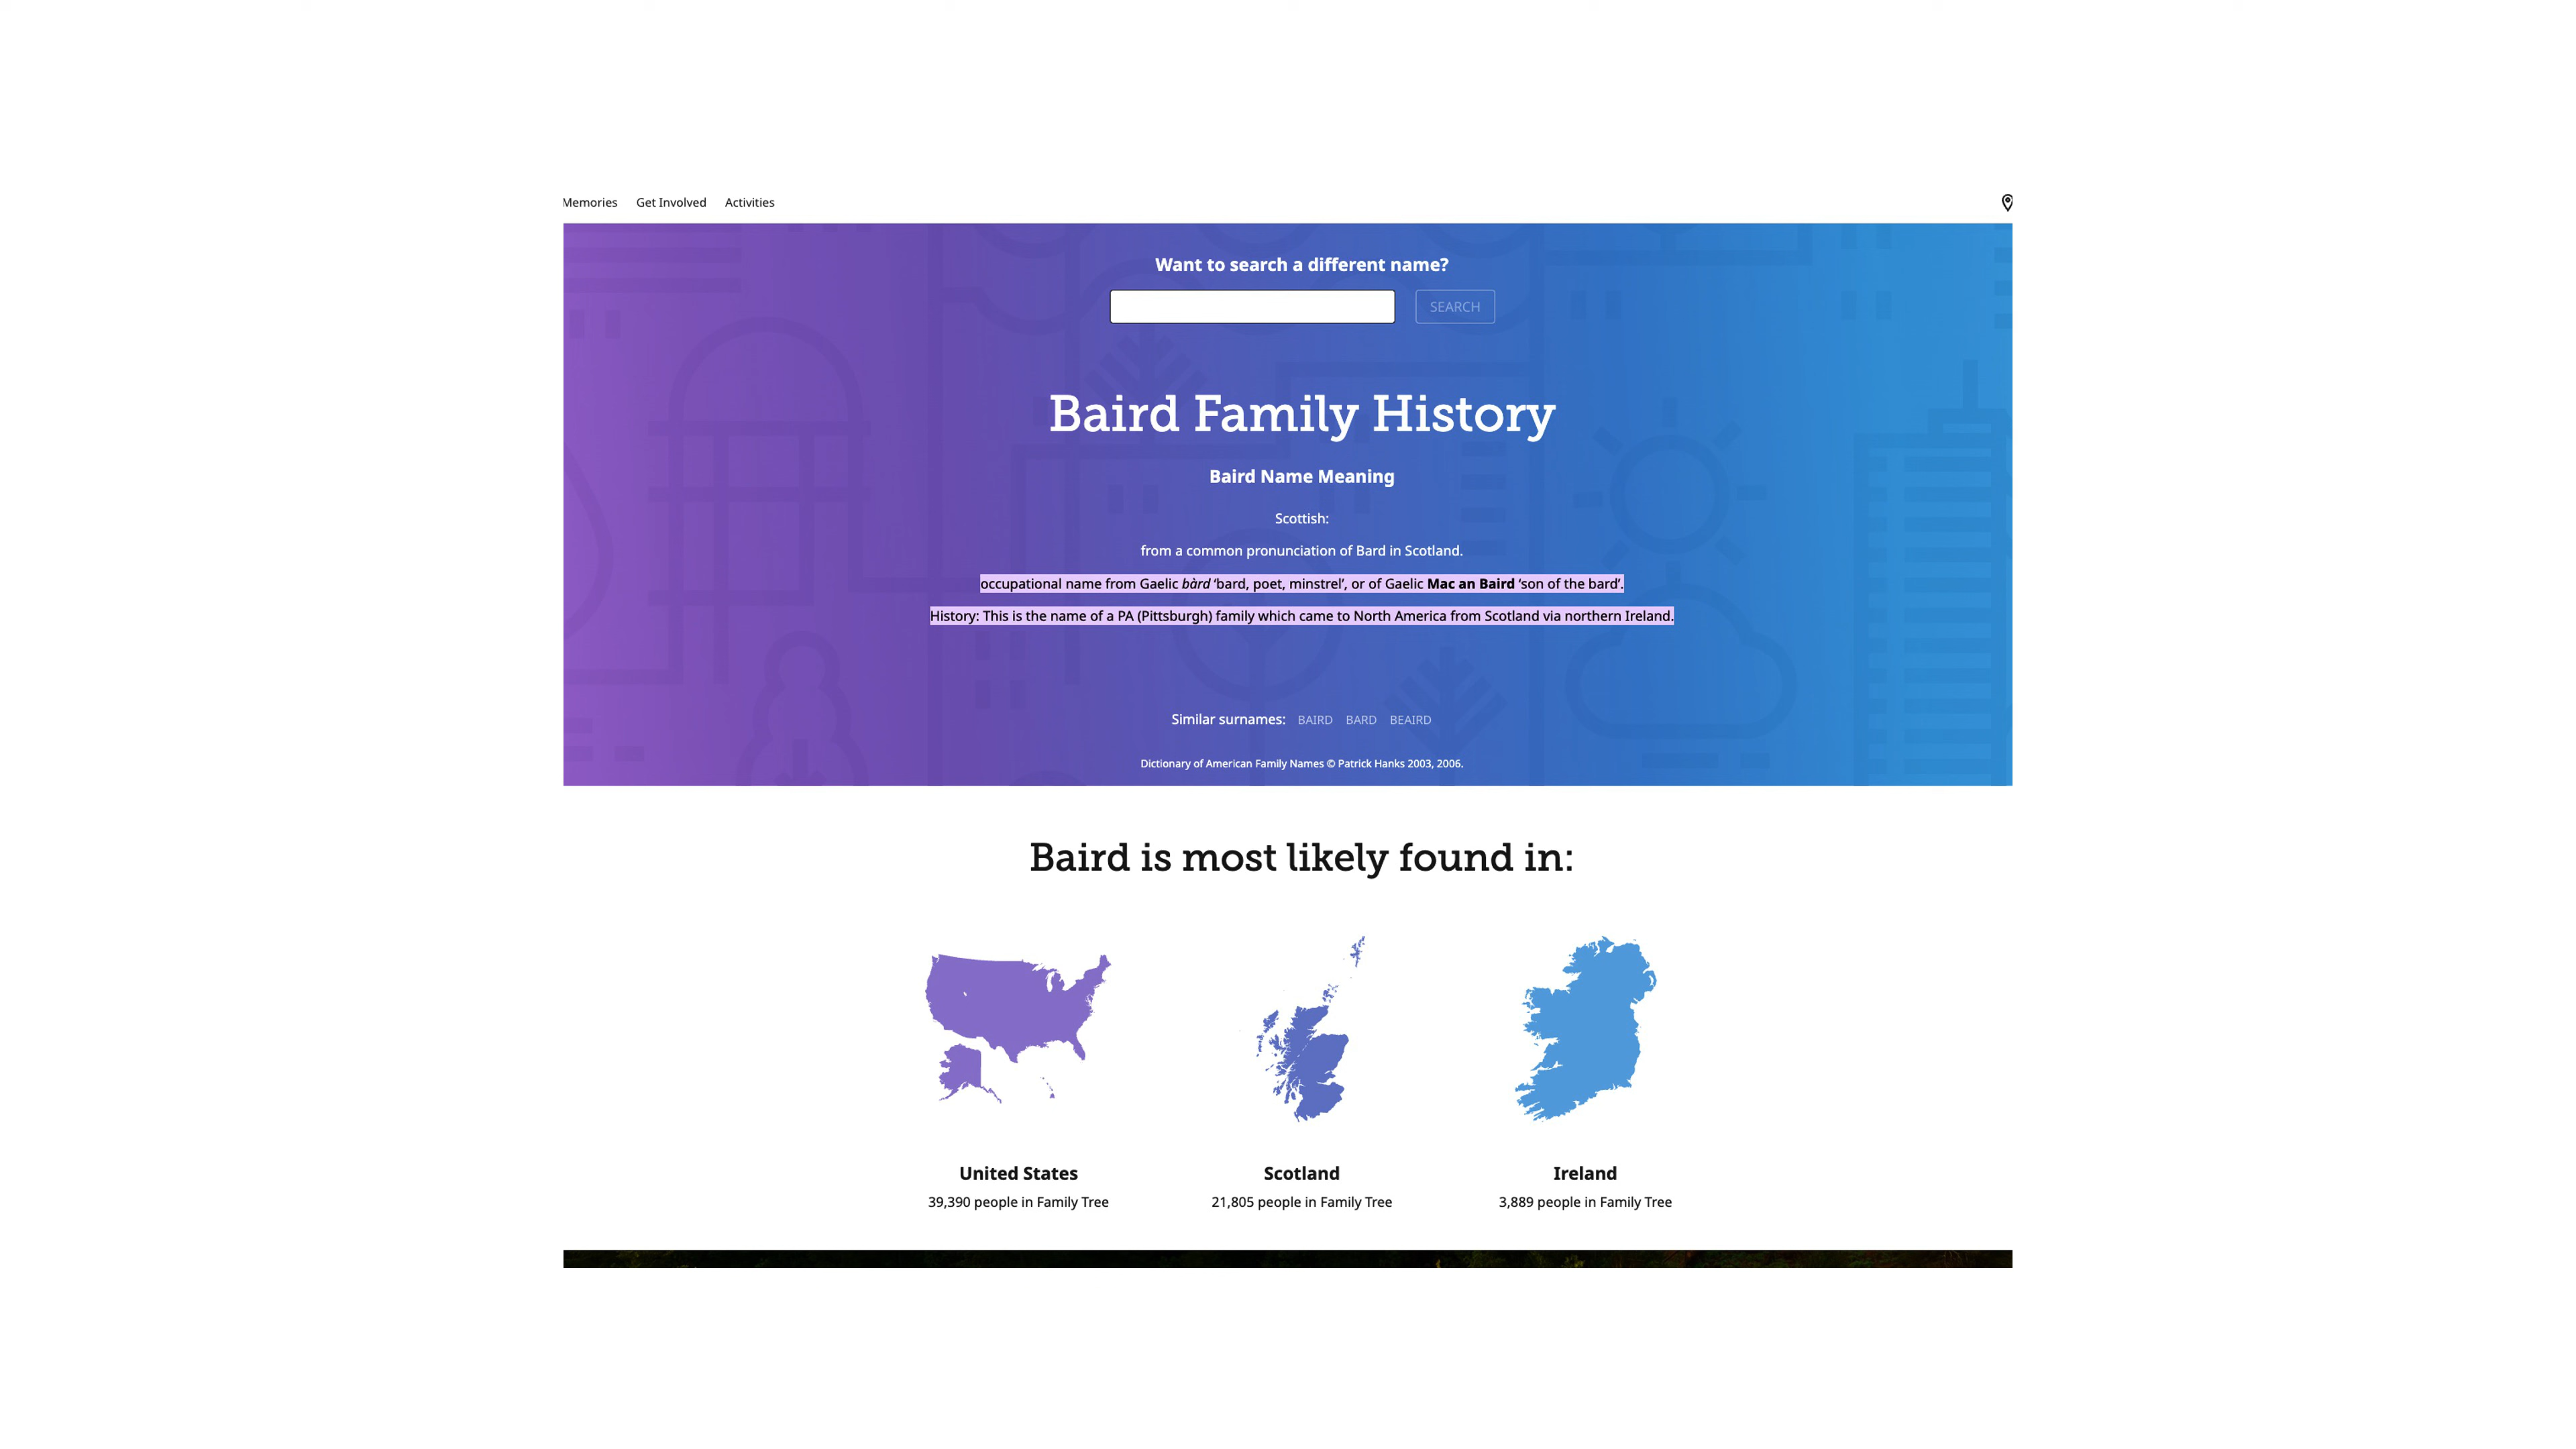 Memories Get Involved Activities
Want to search a different name?
SEARCH
Baird Family History
Baird Name Meaning
Scottish:
from a common pronunciation of Bard in Scotland.
occupational name from Gaelic bàrd ‘bard, poet, minstrel’, or of Gaelic Mac an Baird ‘son of the bard’.
History: This is the name of a PA (Pittsburgh) family which came to North America from Scotland via northern Ireland.
Similar surnames: BAIRD BARD BEAIRD
Dictionary of American Family Names © Patrick Hanks 2003, 2006.
Baird is most likely found in:
United States
39,390 people in Family Tree
Scotland
21,805 people in Family Tree
Ireland
3,889 people in Family Tree